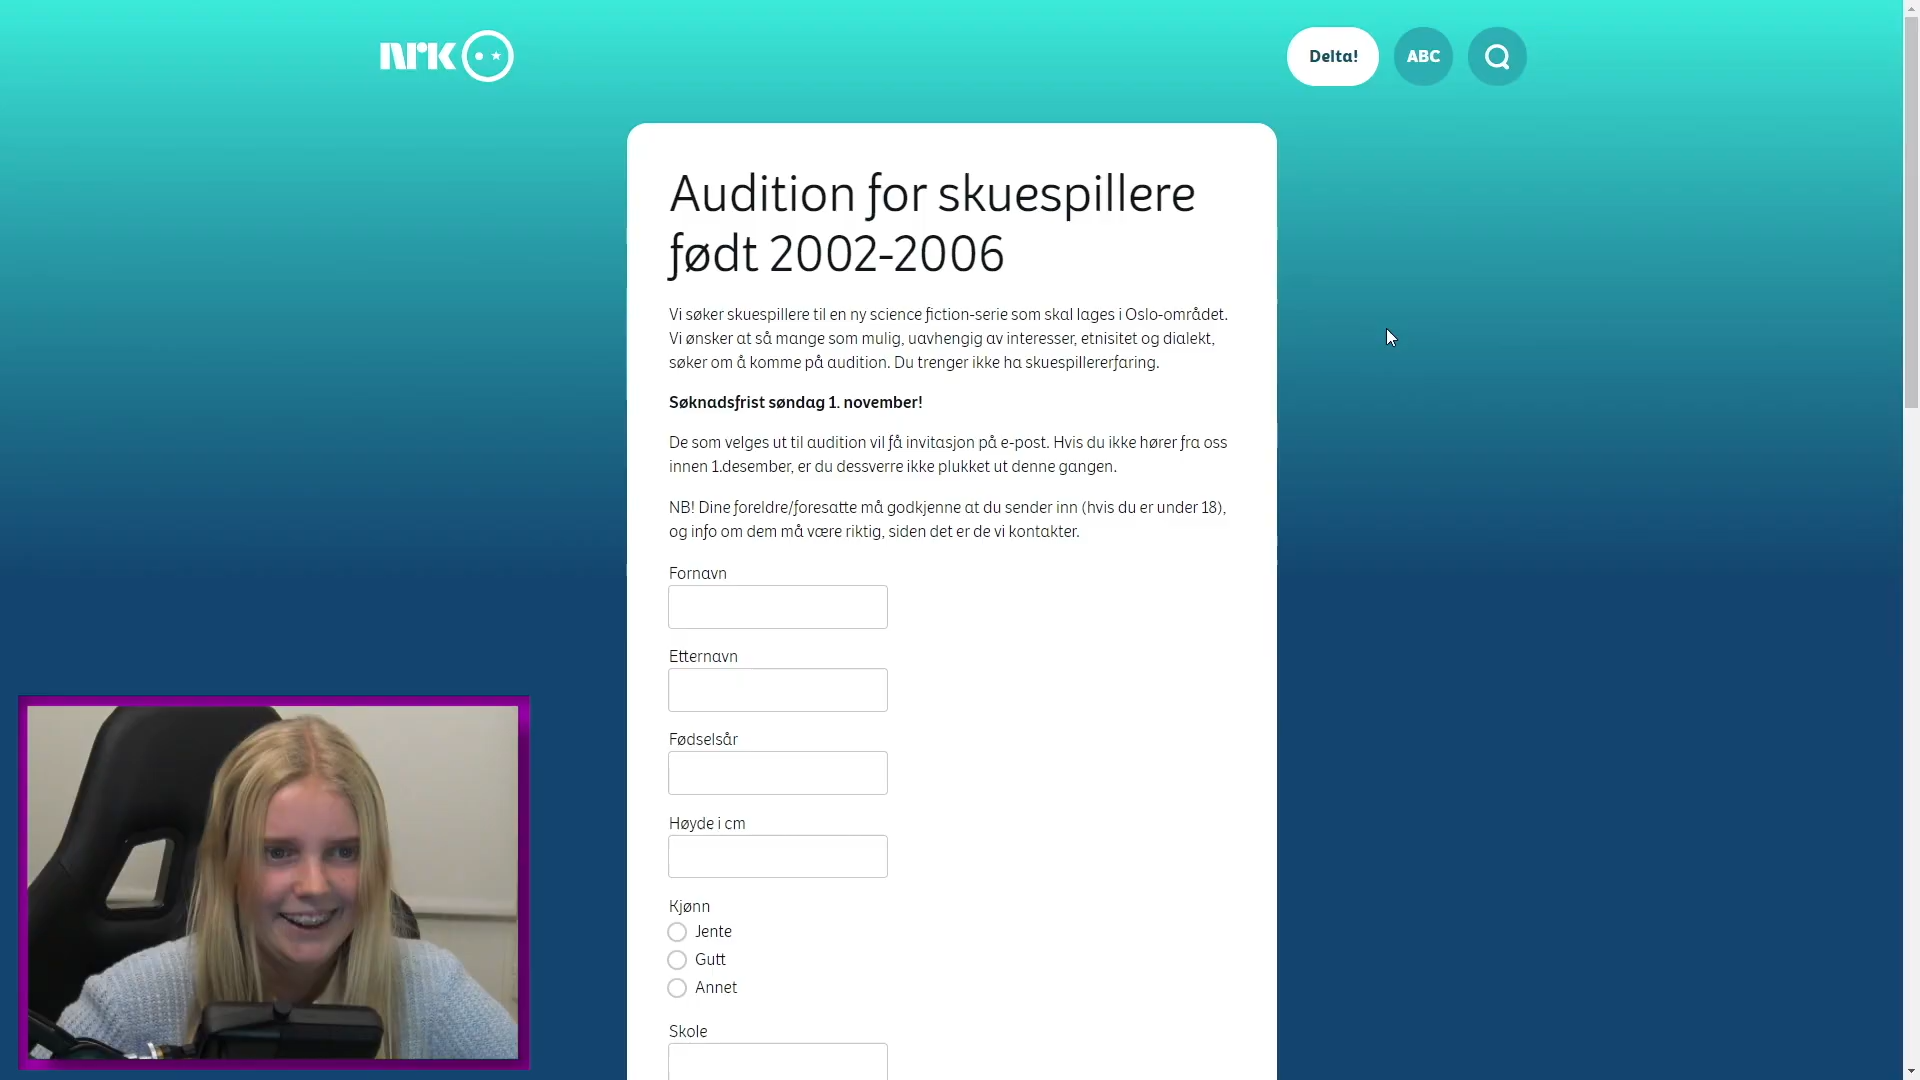 nrk
Delta!
ABC
Audition for skuespillere
født 2002-2006
Vi søker skuespillere til en ny science fiction-serie som skal lages i Oslo-området.
Vi ønsker at så mange som mulig, uavhengig av interesser, etnisitet og dialekt,
søker om å komme på audition. Du trenger ikke ha skuespillererfaring.
Søknadsfrist søndag 1. november!
De som velges ut til audition vil få invitasjon på e-post. Hvis du ikke hører fra oss
innen 1.desember, er du dessverre ikke plukket ut denne gangen.
NB! Dine foreldre/foresatte må godkjenne at du sender inn (hvis du er under 18),
og info om dem må være riktig, siden det er de vi kontakter.
Fornavn
Etternavn
Fødselsår
Høyde i cm
Kjønn
Jente
Gutt
Annet
Skole